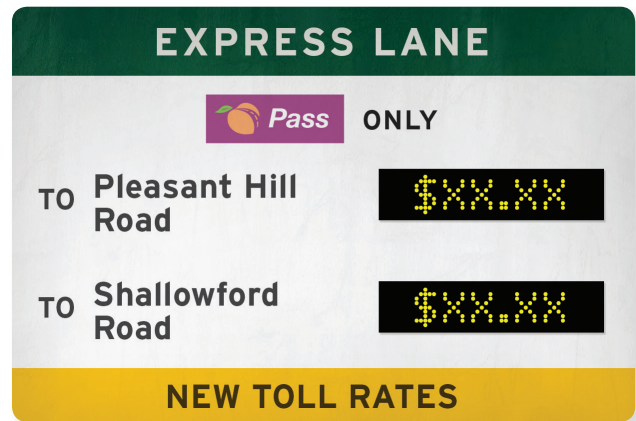 EXPRESS LANE
Pass ONLY
TO Pleasant Hill
Road
$XX.XX
TO Shallowford
Road
$XX.XX
NEW TOLL RATES